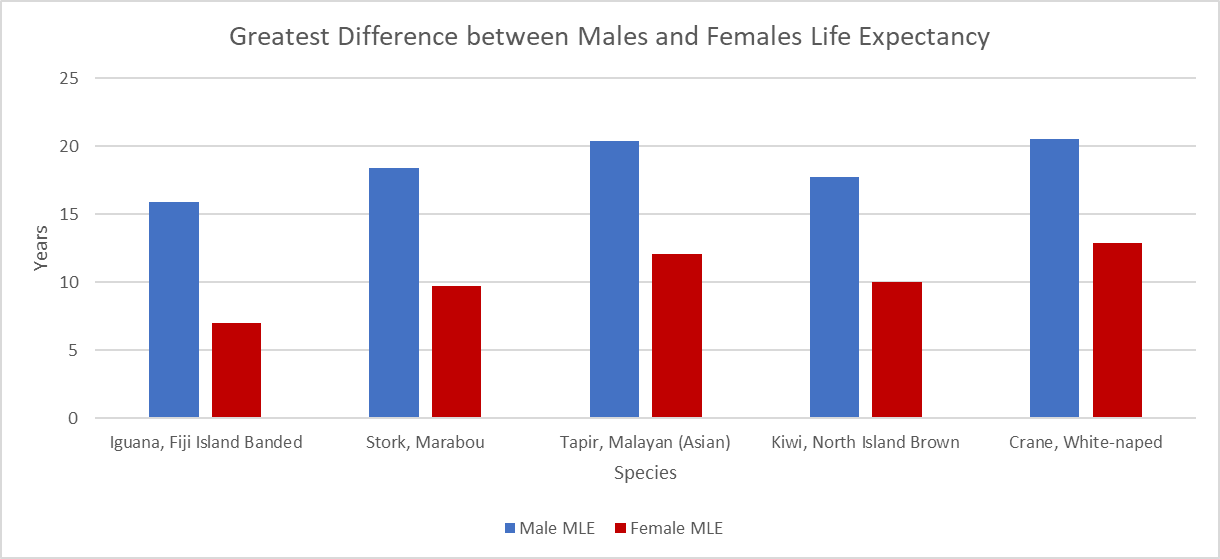 Greatest Difference between Males and Females Life Expectancy
25
20
15
10
5
0
Years
Iguana, Fiji Island Banded
Stork, Marabou
Tapir, Malayan (Asian)
Kiwi, North Island Brown
Crane, White-naped
Species
Male MLE
Female MLE